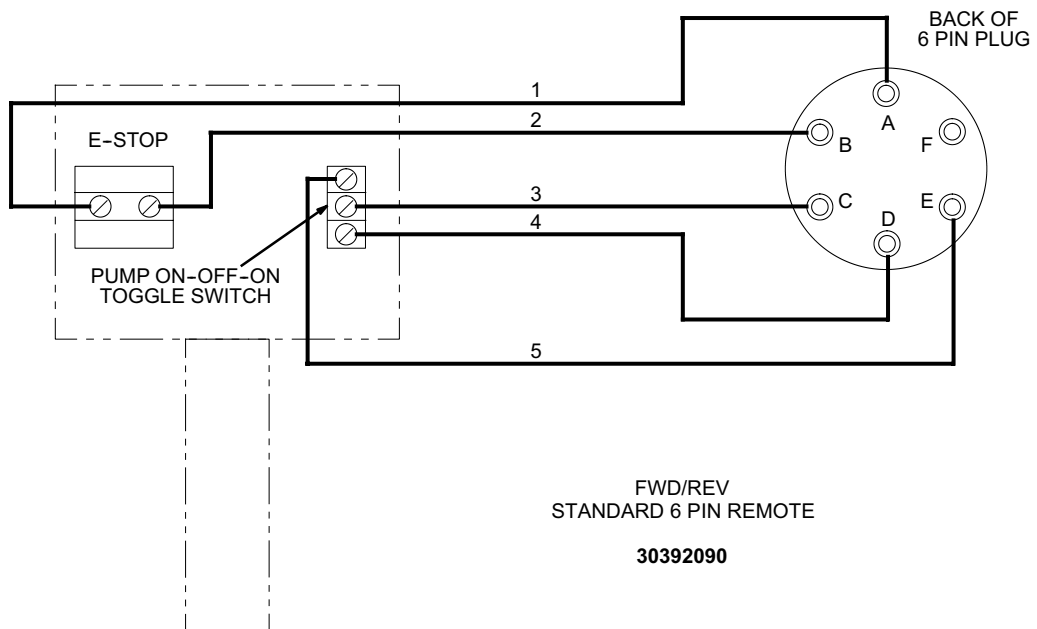 BACK OF
6 PIN PLUG
1
2
E-STOP
A
B
F
3
C
E
4
D
PUMP ON-OFF-ON
TOGGLE SWITCH
5
FWD/REV
STANDARD 6 PIN REMOTE
30392090